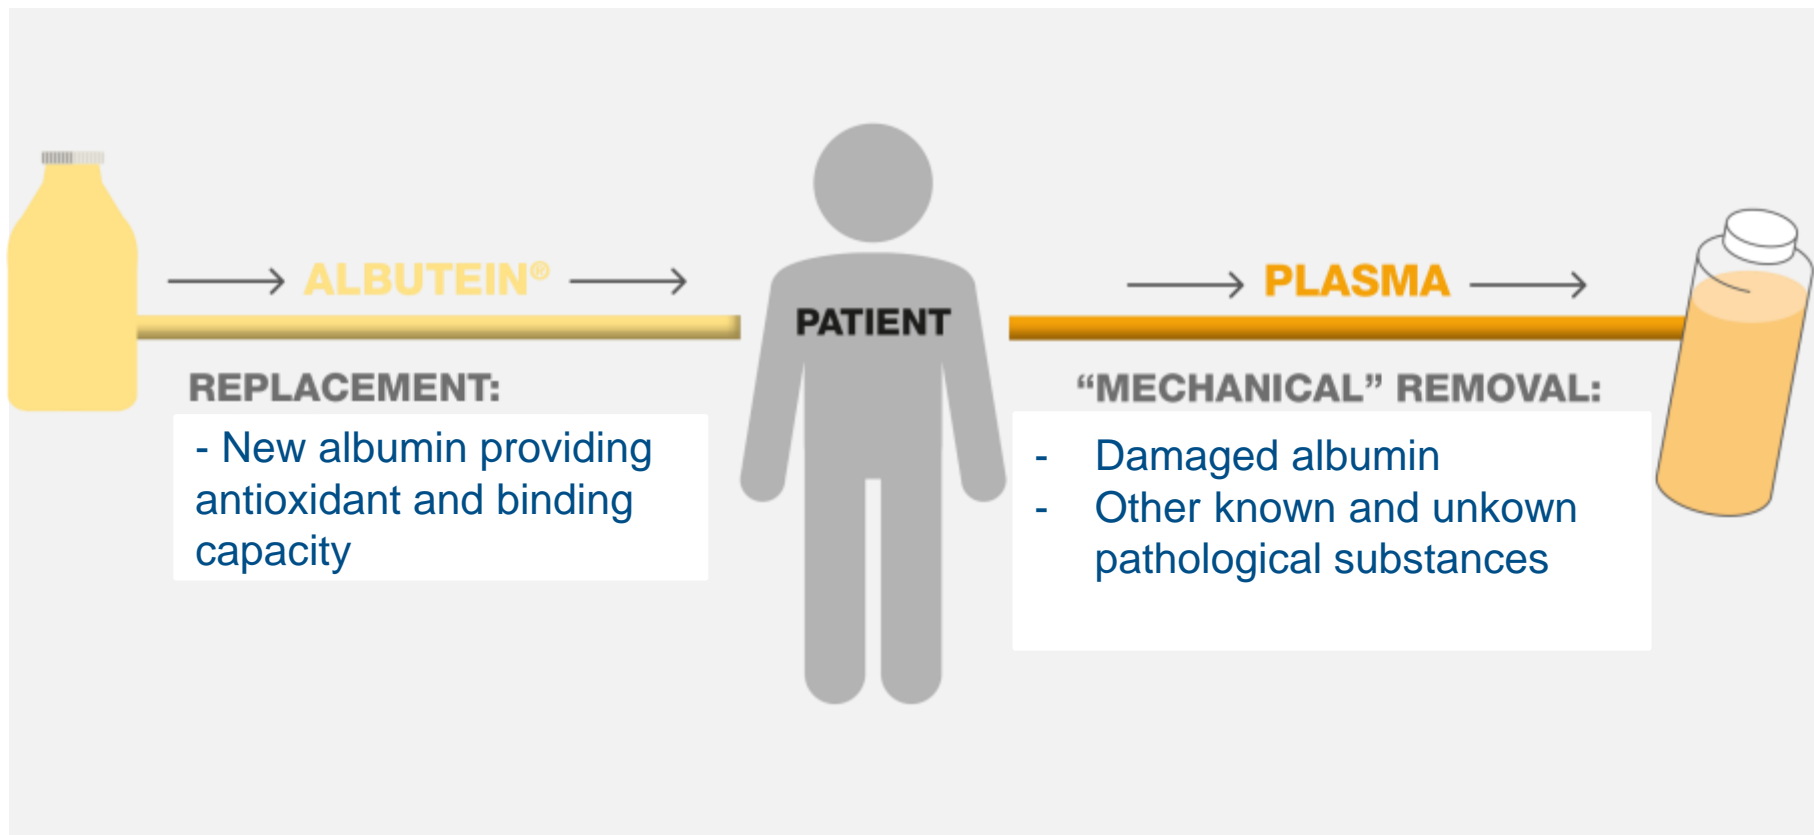 ALBUTEIN®
PATIENT
PLASMA
REPLACEMENT:
- New albumin providing
antioxidant and binding
capacity
“MECHANICAL” REMOVAL:
- Damaged albumin
- Other known and unkown
pathological substances